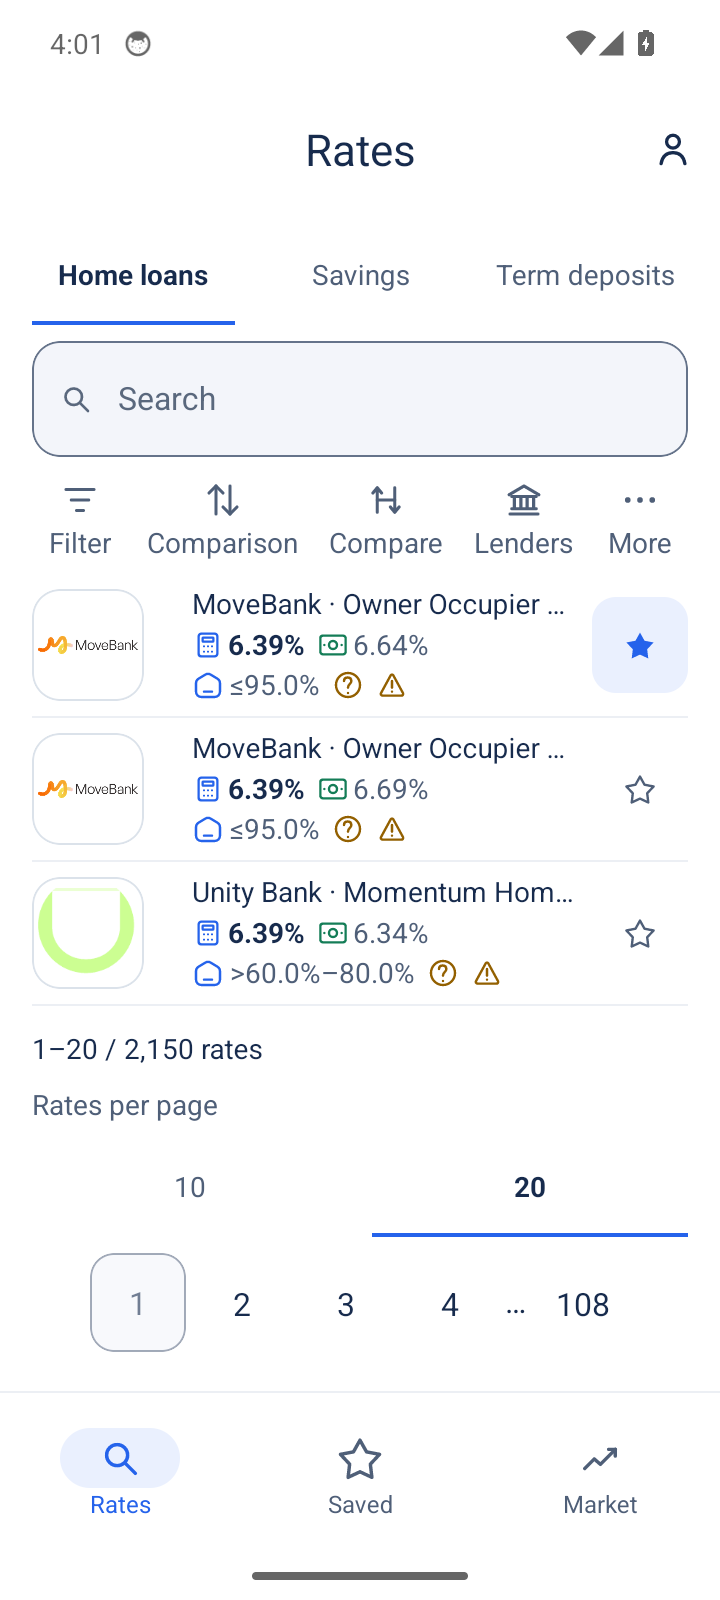 4:01
Rates
Home loans
Savings
Term deposits
Search
Filter
Comparison
Compare
Lenders
More
MoveBank
MoveBank · Owner Occupier ...
6.39% 6.64%
≤95.0%
MoveBank
MoveBank · Owner Occupier ...
6.39% 6.69%
≤95.0%
Unity Bank · Momentum Hom...
6.39% 6.34%
>60.0%–80.0%
1–20 / 2,150 rates
Rates per page
10
20
1 2 3 4 ... 108
Rates
Saved
Market